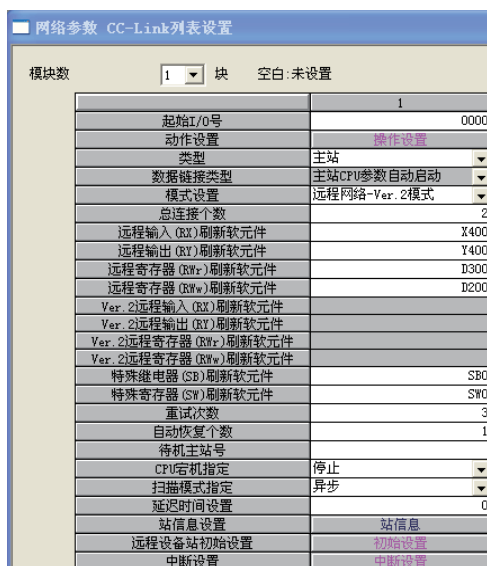 网络参数 CC-Link列表设置
模块数 1 块 空白:未设置
1
起始I/O号 0000
动作设置 操作设置
类型 主站
数据链接类型 主站CPU参数自动启动
模式设置 远程网络-Ver.2模式
总连接个数 2
远程输入(RX)刷新软元件 X400
远程输出(RY)刷新软元件 Y400
远程寄存器(RWr)刷新软元件 D300
远程寄存器(RWw)刷新软元件 D200
Ver.2远程输入(RX)刷新软元件
Ver.2远程输出(RY)刷新软元件
Ver.2远程寄存器(RWr)刷新软元件
Ver.2远程寄存器(RWw)刷新软元件
特殊继电器(SB)刷新软元件 SB0
特殊寄存器(SW)刷新软元件 SW0
重试次数 3
自动恢复个数 1
待机主站号
CPU宕机指定 停止
扫描模式指定 异步
延迟时间设置 0
站信息设置 站信息
远程设备站初始设置 初始设置
中断设置 中断设置